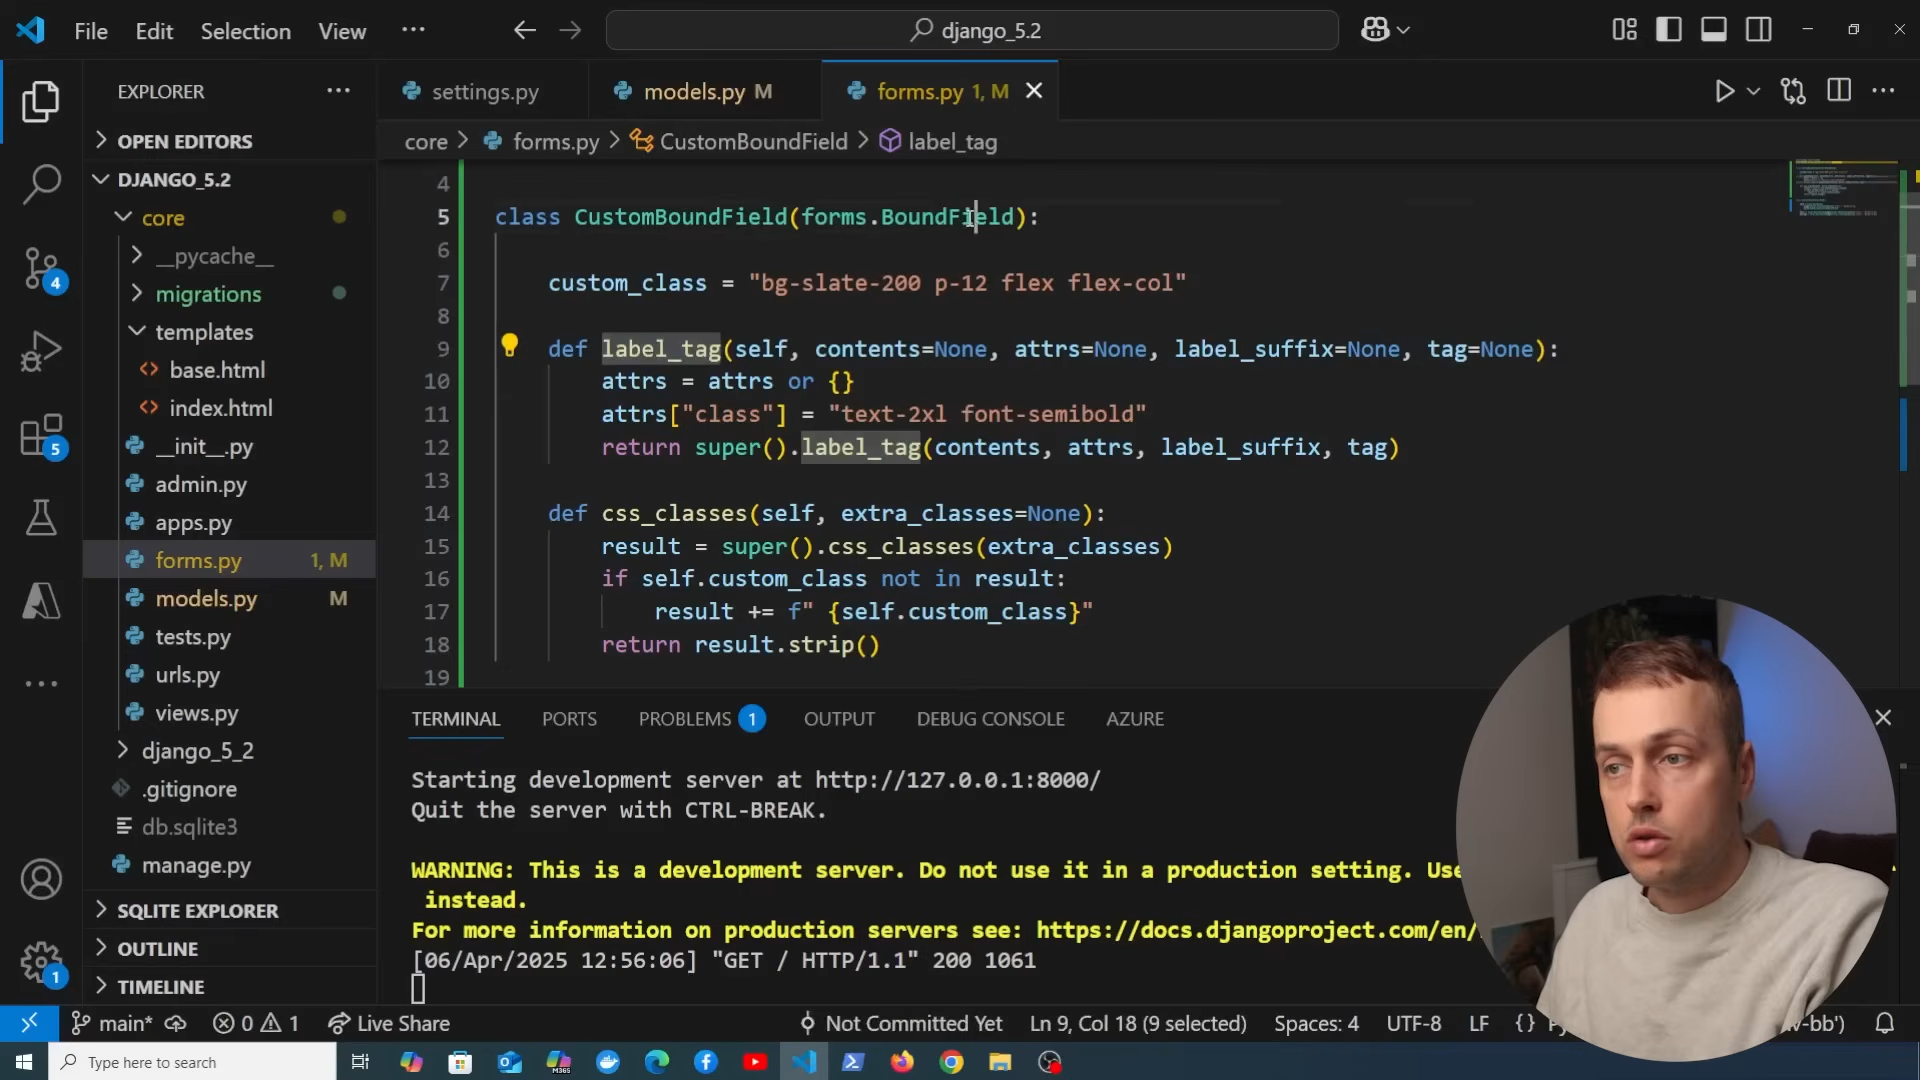 File Edit Selection View ··· django_5.2
EXPLORER ···
settings.py models.py M forms.py 1, M
OPEN EDITORS
core > forms.py > CustomBoundField > label_tag
DJANGO_5.2
core
__pycache__
migrations
templates
base.html
index.html
__init__.py
admin.py
apps.py
forms.py 1, M
models.py M
tests.py
urls.py
views.py
django_5_2
.gitignore
db.sqlite3
manage.py
SQLITE EXPLORER
OUTLINE
TIMELINE
4
5
1
4
5 class CustomBoundField(forms.BoundField):
6
7 custom_class = "bg-slate-200 p-12 flex flex-col"
8
9 def label_tag(self, contents=None, attrs=None, label_suffix=None, tag=None):
10 attrs = attrs or {}
11 attrs["class"] = "text-2xl font-semibold"
12 return super().label_tag(contents, attrs, label_suffix, tag)
13
14 def css_classes(self, extra_classes=None):
15 result = super().css_classes(extra_classes)
16 if self.custom_class not in result:
17 result += f" {self.custom_class}"
18 return result.strip()
19
TERMINAL PORTS PROBLEMS 1 OUTPUT DEBUG CONSOLE AZURE
Starting development server at http://127.0.0.1:8000/
Quit the server with CTRL-BREAK.
WARNING: This is a development server. Do not use it in a production setting. Use
instead.
For more information on production servers see: https://docs.djangoproject.com/en/
[06/Apr/2025 12:56:06] "GET / HTTP/1.1" 200 1061
main* 0 1 Live Share Not Committed Yet Ln 9, Col 18 (9 selected) Spaces: 4 UTF-8 LF {} v-bb')
Type here to search
M365